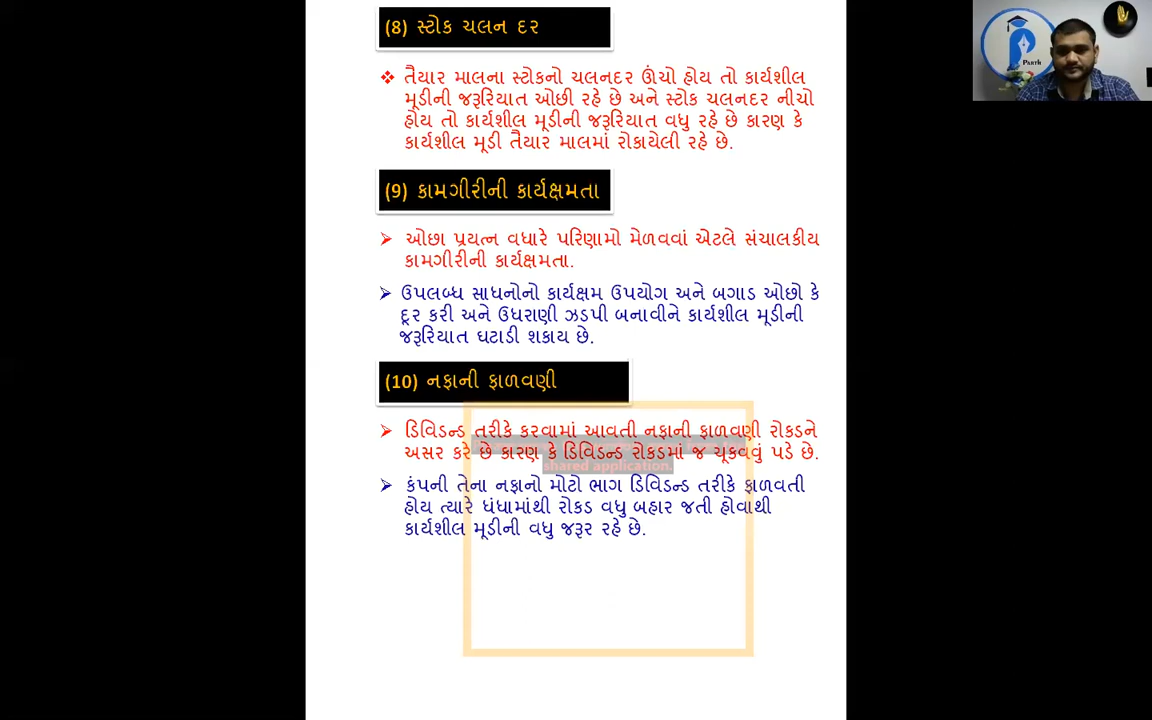 (8) સ્ટોક ચલન દર
❖ તૈયાર માલના સ્ટોકનો ચલનદર ઊંચો હોય તો કાર્યશીલ
મૂડીની જરૂરિયાત ઓછી રહે છે અને સ્ટોક ચલનદર નીચો
હોય તો કાર્યશીલ મૂડીની જરૂરિયાત વધુ રહે છે કારણ કે
કાર્યશીલ મૂડી તૈયાર માલમાં રોકાયેલી રહે છે.
(9) કામગીરીની કાર્યક્ષમતા
➢ ઓછા પ્રયત્ન વધારે પરિણામો મેળવવાં એટલે સંચાલકીય
કામગીરીની કાર્યક્ષમતા.
➢ ઉપલબ્ધ સાધનોનો કાર્યક્ષમ ઉપયોગ અને બગાડ ઓછો કે
દૂર કરી અને ઉધરાણી ઝડપી બનાવીને કાર્યશીલ મૂડીની
જરૂરિયાત ઘટાડી શકાય છે.
(10) નફાની ફાળવણી
➢ ડિવિડન્ડ તરીકે કરવામાં આવતી નફાની ફાળવણી રોકડને
અસર કરે છે કારણ કે ડિવિડન્ડ રોકડમાં જ ચૂકવવું પડે છે.
shared application.
➢ કંપની તેના નફાનો મોટો ભાગ ડિવિડન્ડ તરીકે ફાળવતી
હોય ત્યારે ધંધામાંથી રોકડ વધુ બહાર જતી હોવાથી
કાર્યશીલ મૂડીની વધુ જરૂર રહે છે.
PARTH